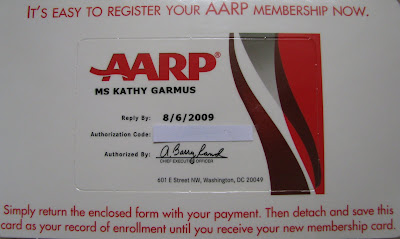 IT'S EASY TO REGISTER YOUR AARP MEMBERSHIP NOW.
AARP®
MS KATHY GARMUS
Reply By: 8/6/2009
Authorization Code:
Authorized By: A Barry Rand
CHIEF EXECUTIVE OFFICER
601 E Street NW, Washington, DC 20049
Simply return the enclosed form with your payment. Then detach and save this
card as your record of enrollment until you receive your new membership card.